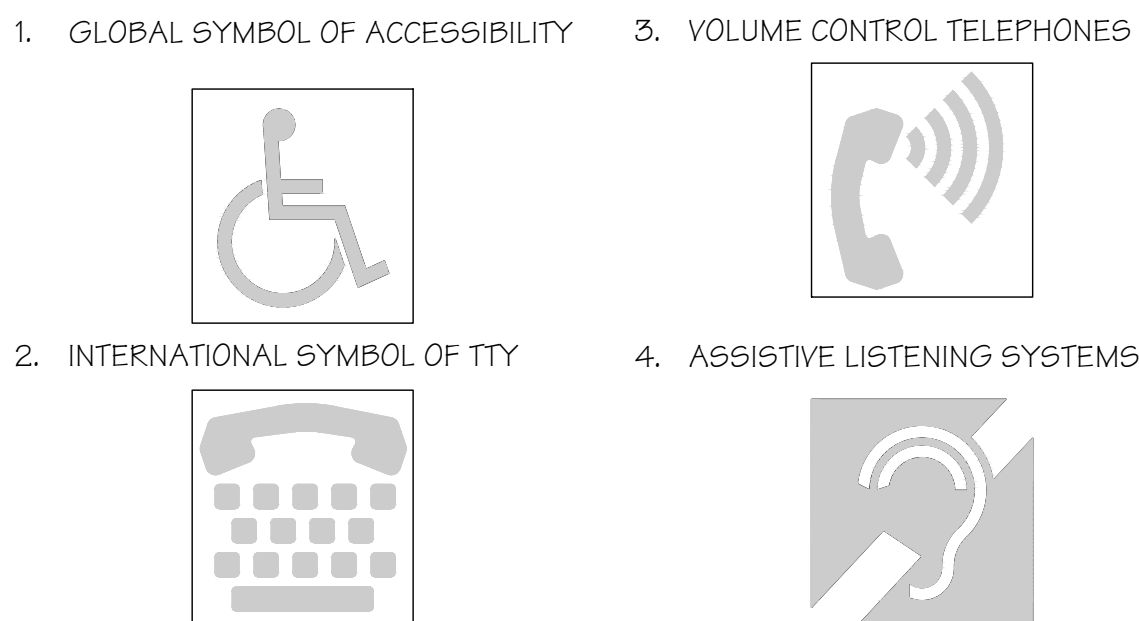 1. GLOBAL SYMBOL OF ACCESSIBILITY
2. INTERNATIONAL SYMBOL OF TTY
3. VOLUME CONTROL TELEPHONES
4. ASSISTIVE LISTENING SYSTEMS